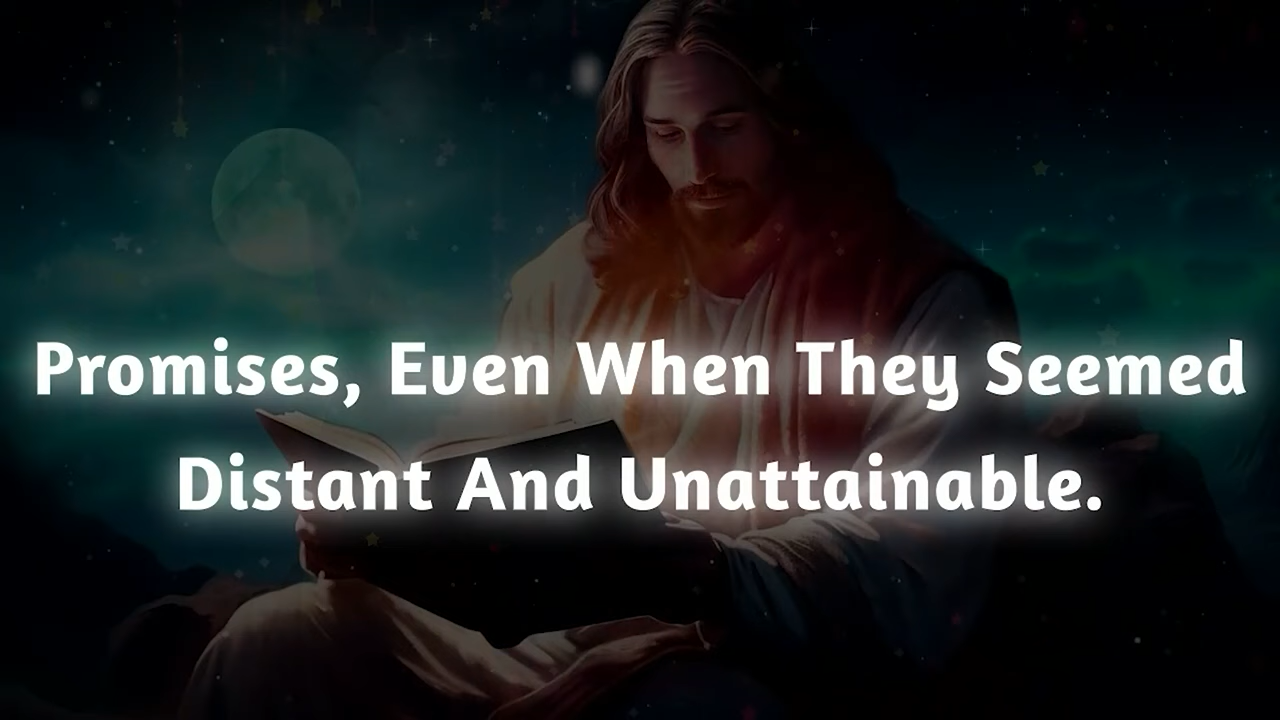 Promises, Even When They Seemed
Distant And Unattainable.